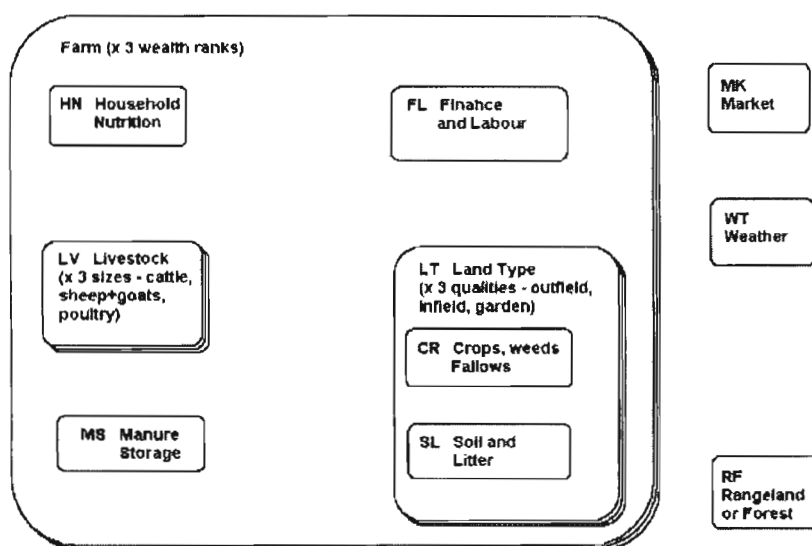 Farm (x 3 wealth ranks)
HN Household
Nutrition
FL Finance
and Labour
MK
Market
WT
Weather
LV Livestock
(x 3 sizes - cattle,
sheep+goats,
poultry)
LT Land Type
(x 3 qualities - outfield,
infield, garden)
CR Crops, weeds
Fallows
MS Manure
Storage
SL Soil and
Litter
RF
Rangeland
or Forest